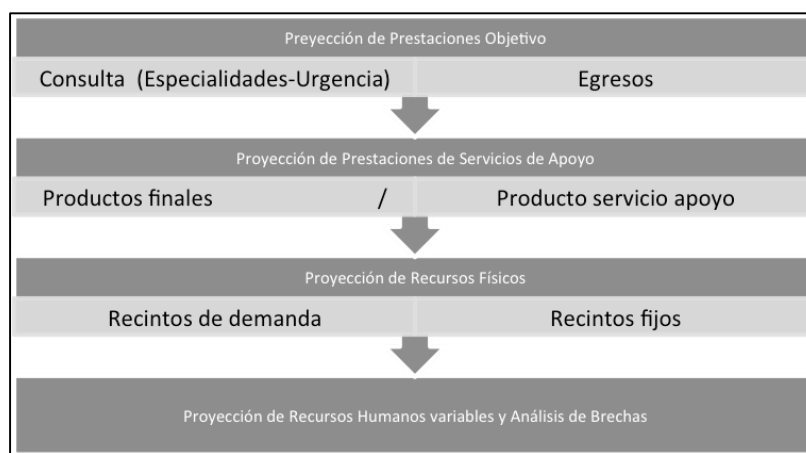 Preyección de Prestaciones Objetivo
Consulta (Especialidades-Urgencia) Egresos
Proyección de Prestaciones de Servicios de Apoyo
Productos finales / Producto servicio apoyo
Proyección de Recursos Físicos
Recintos de demanda Recintos fijos
Proyección de Recursos Humanos variables y Análisis de Brechas